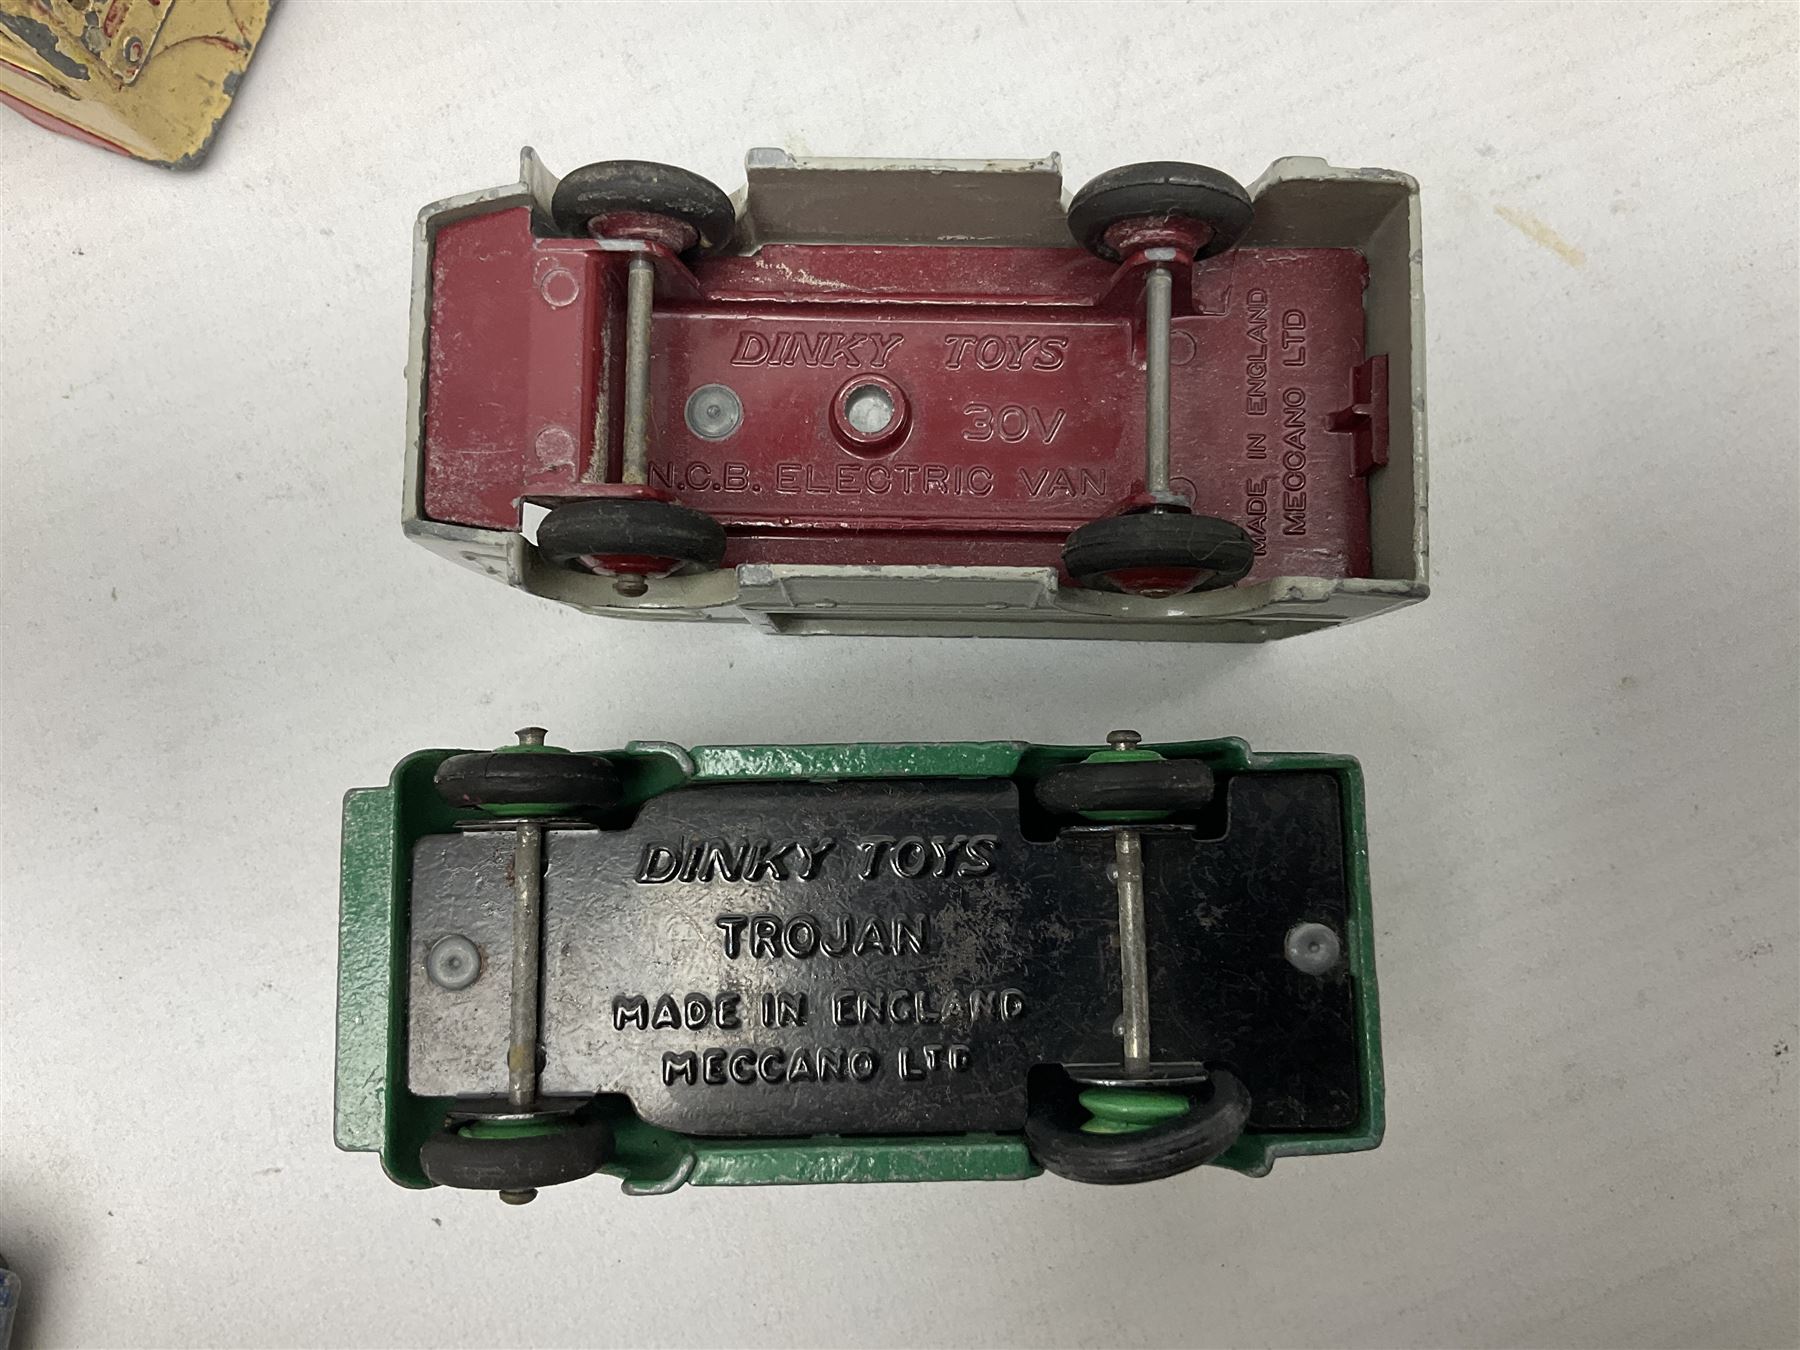 DINKY TOYS
30V
N.C.B. ELECTRIC VAN
MADE IN ENGLAND
MECCANO LTD
DINKY TOYS
TROJAN
MADE IN ENGLAND
MECCANO LTD